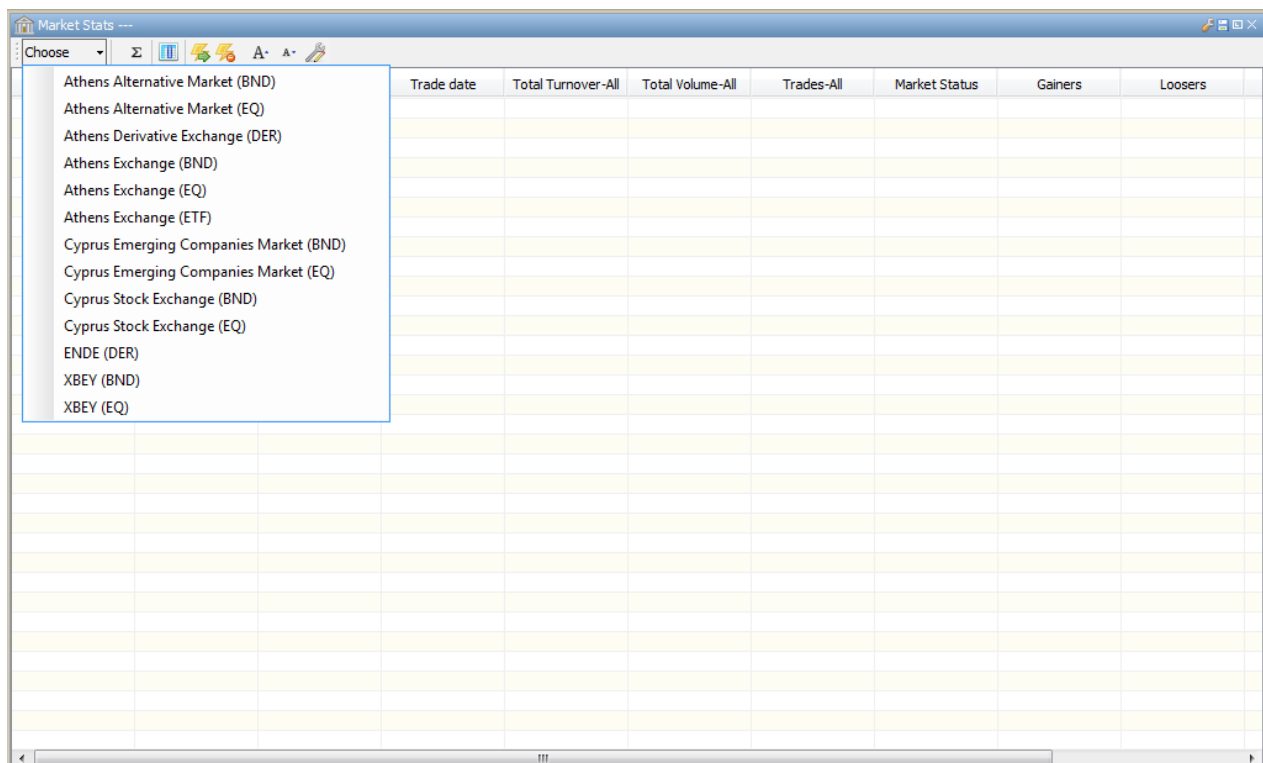 Market Stats ---
Choose Σ A A
Trade date Total Turnover-All Total Volume-All Trades-All Market Status Gainers Loosers
Athens Alternative Market (BND)
Athens Alternative Market (EQ)
Athens Derivative Exchange (DER)
Athens Exchange (BND)
Athens Exchange (EQ)
Athens Exchange (ETF)
Cyprus Emerging Companies Market (BND)
Cyprus Emerging Companies Market (EQ)
Cyprus Stock Exchange (BND)
Cyprus Stock Exchange (EQ)
ENDE (DER)
XBEY (BND)
XBEY (EQ)